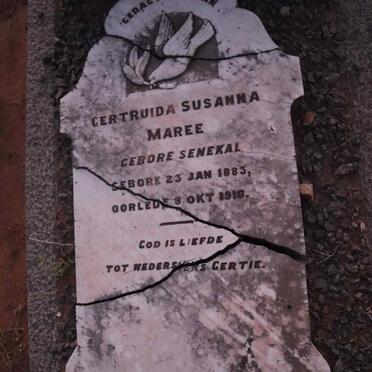 GERTRUIDA SUSANNA
MAREE
GEBORE SENEKAL
GEBORE 23 JAN 1883,
OORLEDE 8 OKT 1918.
GOD IS LIEFDE
TOT WEDERSIENS GERTIE.